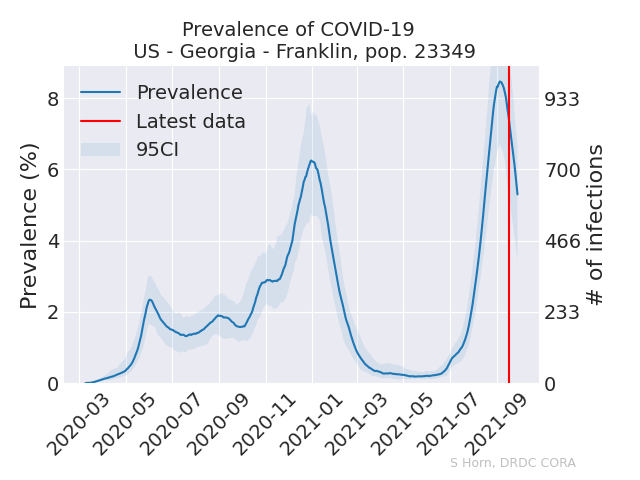 Prevalence of COVID-19
US - Georgia - Franklin, pop. 23349
Prevalence
Latest data
95CI
Prevalence (%)
8
6
4
2
0
933
700
466
233
0
# of infections
2020-03
2020-05
2020-07
2020-09
2020-11
2021-01
2021-03
2021-05
2021-07
2021-09
S Horn, DRDC CORA